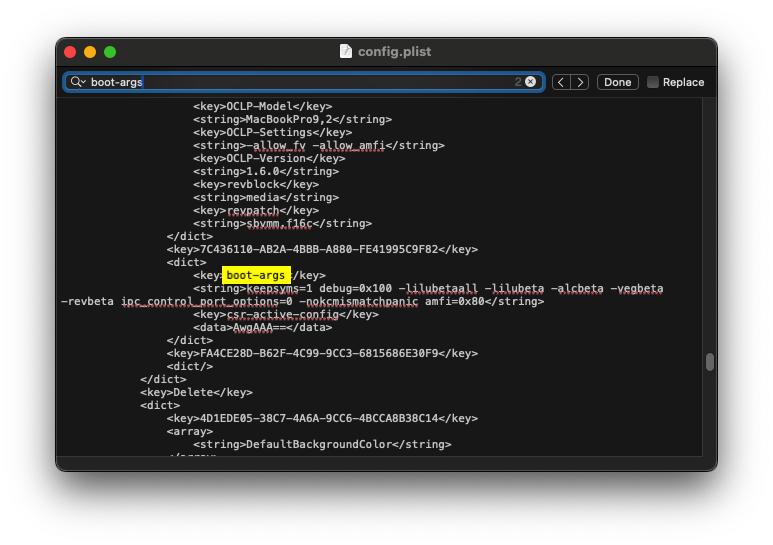 config.plist
boot-args 2 Done Replace
<key>OCLP-Model</key>
<string>MacBookPro9,2</string>
<key>OCLP-Settings</key>
<string>-allow_fv -allow_amfi</string>
<key>OCLP-Version</key>
<string>1.6.0</string>
<key>revblock</key>
<string>media</string>
<key>revpatch</key>
<string>sbvmm,f16c</string>
</dict>
<key>7C436110-AB2A-4BBB-A880-FE41995C9F82</key>
<dict>
<key>boot-args</key>
<string>keepsyms=1 debug=0x100 -lilubetaall -lilubeta -alcbeta -vegbeta
-revbeta ipc_control_port_options=0 -nokcmismatchpanic amfi=0x80</string>
<key>csr-active-config</key>
<data>AwgAAA==</data>
</dict>
<key>FA4CE28D-B62F-4C99-9CC3-6815686E30F9</key>
<dict/>
</dict>
<key>Delete</key>
<dict>
<key>4D1EDE05-38C7-4A6A-9CC6-4BCCA8B38C14</key>
<array>
<string>DefaultBackgroundColor</string>